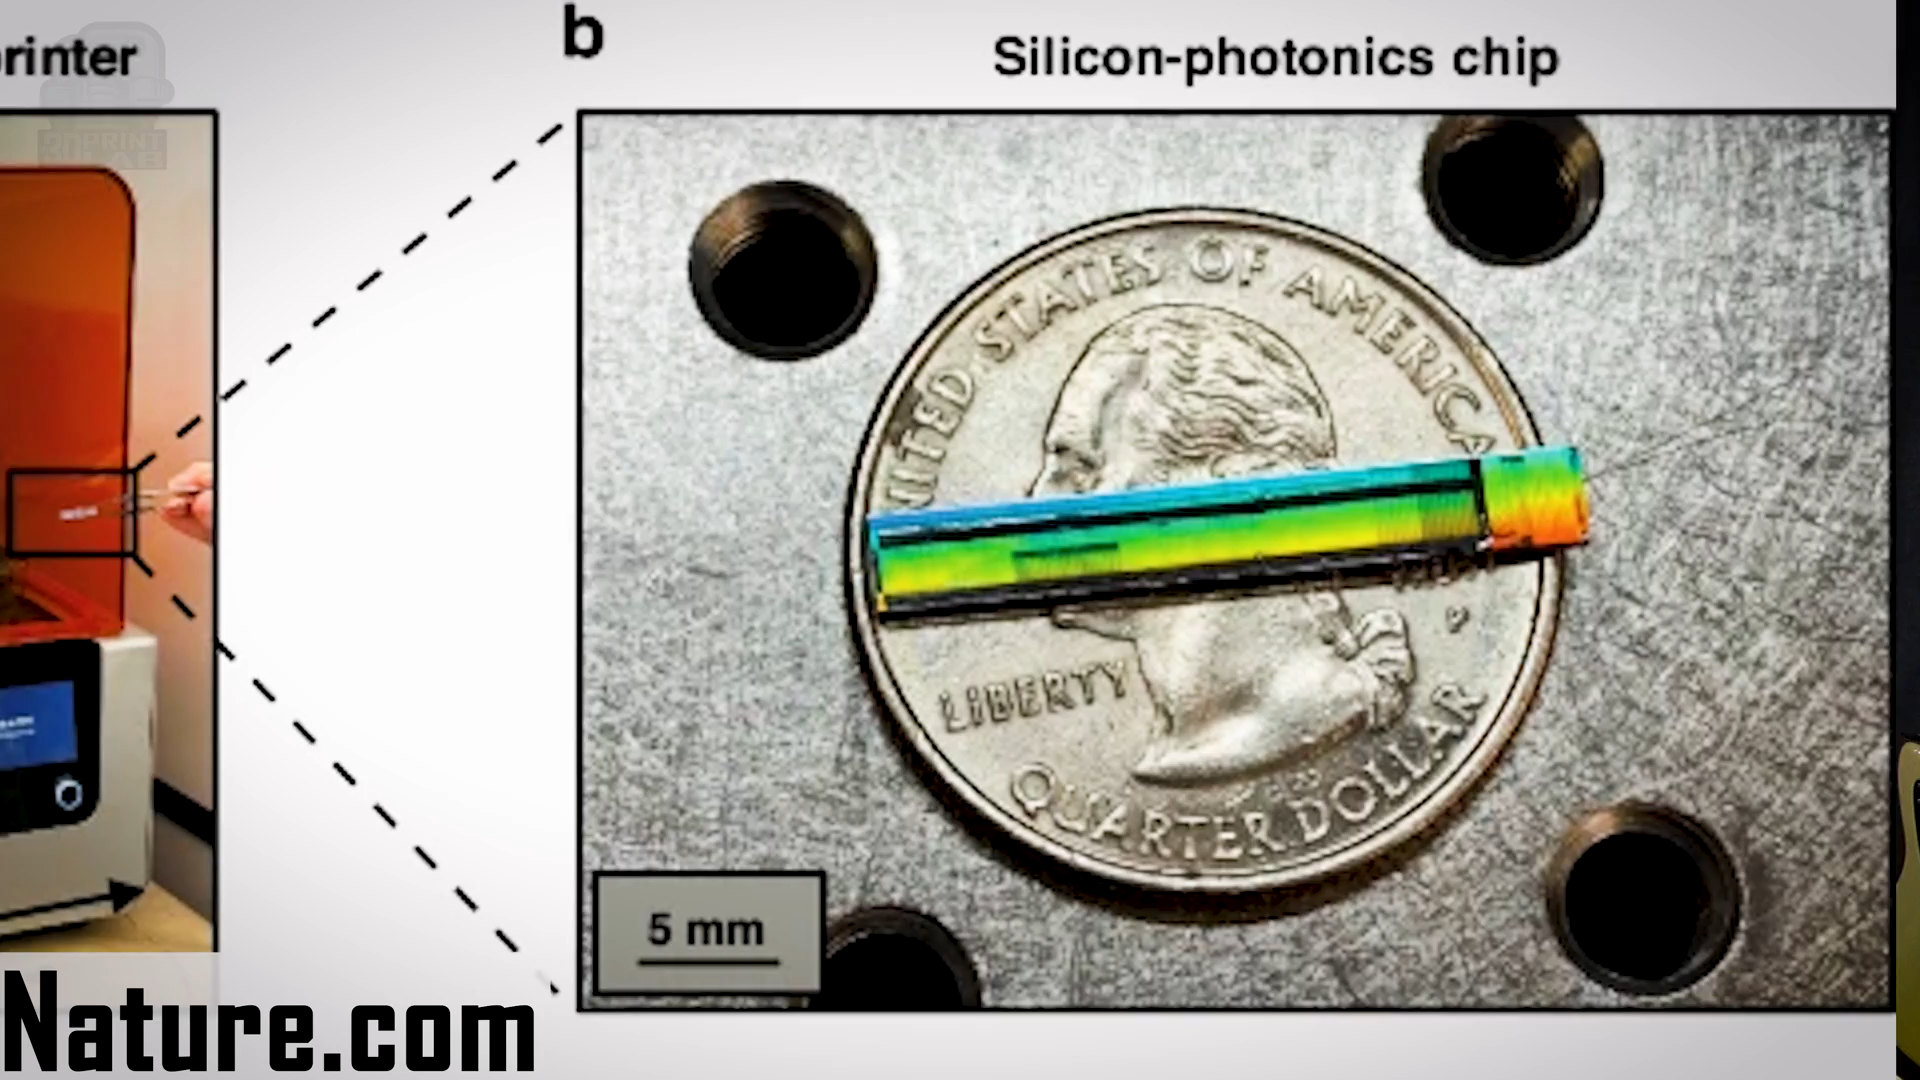 rinter
b
Silicon-photonics chip
UNITED STATES OF AMERICA
LIBERTY
P
QUARTER DOLLAR
5 mm
Nature.com